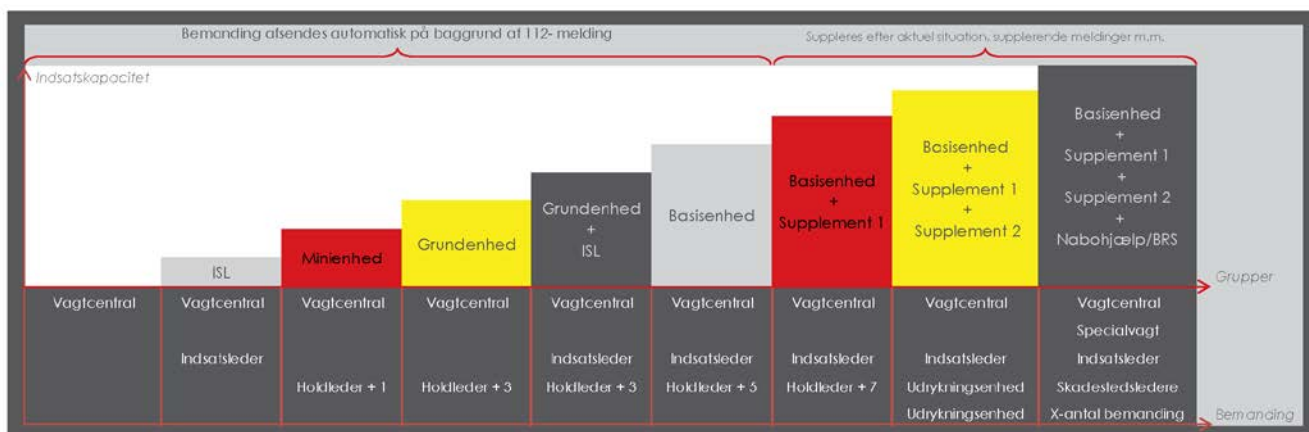 Bemanding afsendes automatisk på baggrund af 112- melding
Suppleres efter aktuel situation, supplerende meldinger m.m.
Indsatskapacitet
ISL
Minienhed
Grundenhed
Grundenhed
+
ISL
Basisenhed
Basisenhed
+
Supplement 1
Basisenhed
+
Supplement 1
+
Supplement 2
Basisenhed
+
Supplement 1
+
Supplement 2
+
Nabohjælp/BRS
Grupper
Vagtcentral
Vagtcentral
Indsatsleder
Vagtcentral
Holdleder + 1
Vagtcentral
Holdleder + 3
Vagtcentral
Indsatsleder
Holdleder + 3
Vagtcentral
Indsatsleder
Holdleder + 5
Vagtcentral
Indsatsleder
Holdleder + 7
Vagtcentral
Indsatsleder
Udrykningsenhed
Udrykningsenhed
Vagtcentral
Specialvagt
Indsatsleder
Skadestedsledere
X-antal bemanding
Bemanding